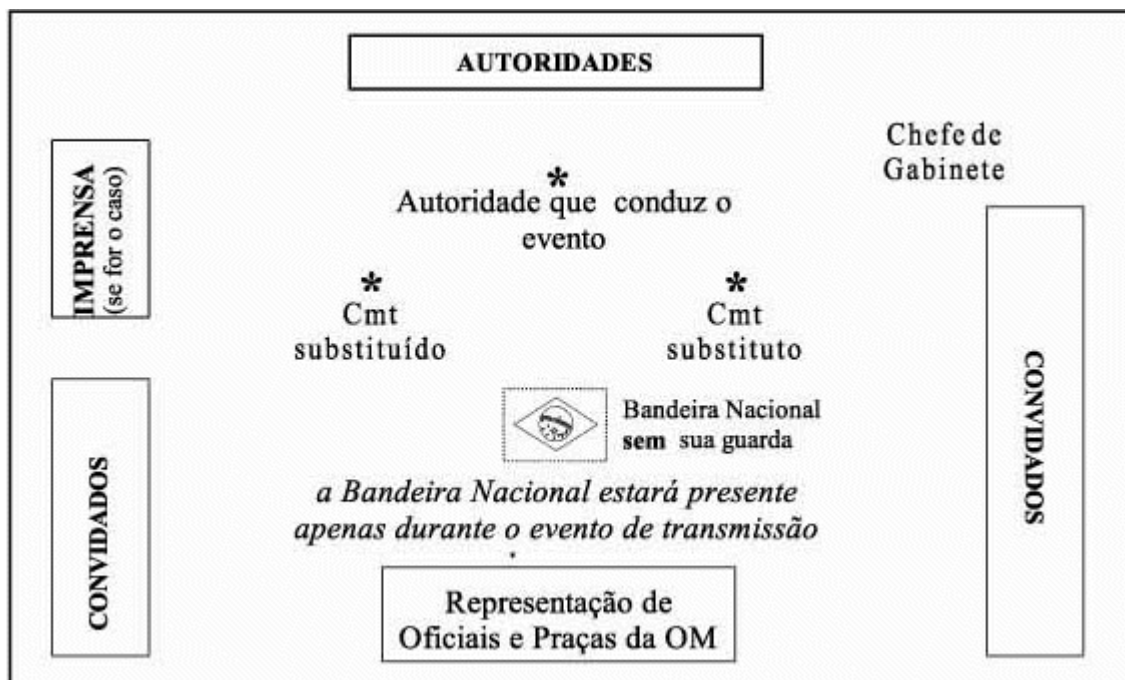 AUTORIDADES
Chefe de
Gabinete
IMPRENSA
(se for o caso)
*
Autoridade que conduz o
evento
*
Cmt
substituído
*
Cmt
substituto
Bandeira Nacional
sem sua guarda
CONVIDADOS
CONVIDADOS
a Bandeira Nacional estará presente
apenas durante o evento de transmissão
Representação de
Oficiais e Praças da OM